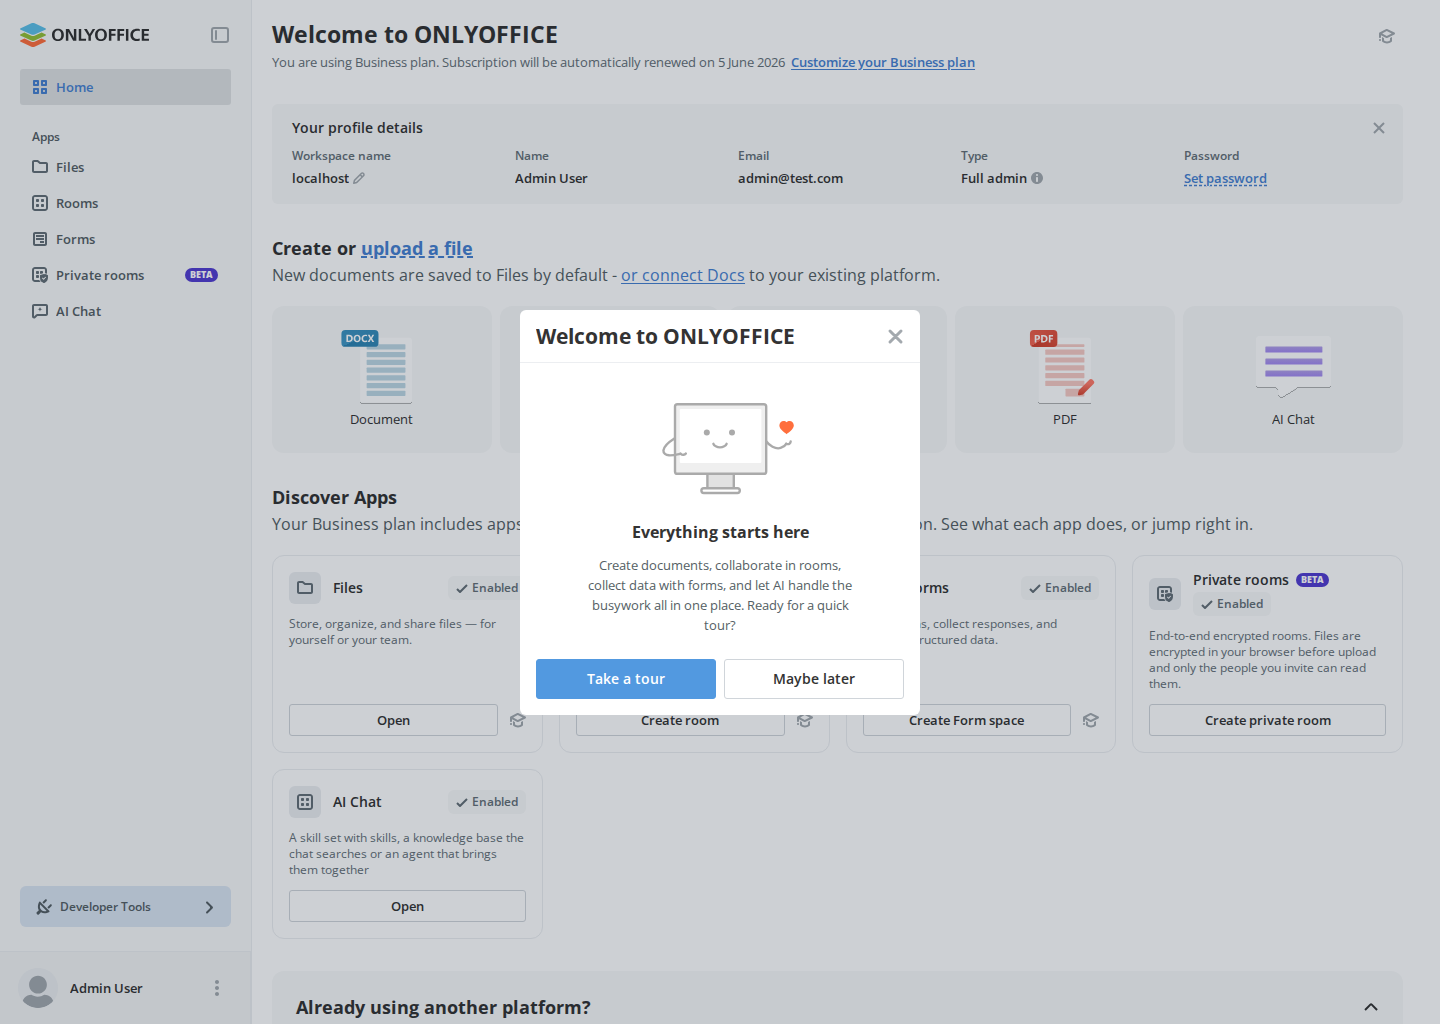 ONLYOFFICE
Home
Apps
Files
Rooms
Forms
Private rooms BETA
AI Chat
Developer Tools
Admin User
Welcome to ONLYOFFICE
You are using Business plan. Subscription will be automatically renewed on 5 June 2026 Customize your Business plan
Your profile details
Workspace name Name Email Type Password
localhost Admin User admin@test.com Full admin Set password
Create or upload a file
New documents are saved to Files by default - or connect Docs to your existing platform.
DOCX
Document
PDF
PDF
AI Chat
Discover Apps
Your Business plan includes apps
See what each app does, or jump right in.
Files Enabled
Store, organize, and share files — for
yourself or your team.
Open
Create room
Enabled
collect responses, and
data.
Create Form space
Private rooms BETA
Enabled
End-to-end encrypted rooms. Files are
encrypted in your browser before upload
and only the people you invite can read
them.
Create private room
AI Chat Enabled
A skill set with skills, a knowledge base the
chat searches or an agent that brings
them together
Open
Already using another platform?
Welcome to ONLYOFFICE
Everything starts here
Create documents, collaborate in rooms,
collect data with forms, and let AI handle the
busywork all in one place. Ready for a quick
tour?
Take a tour Maybe later